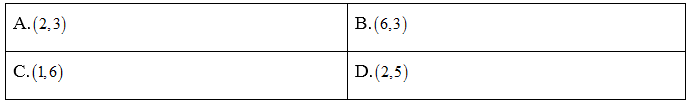 A. (2,3) B. (6,3)
C. (1,6) D. (2,5)